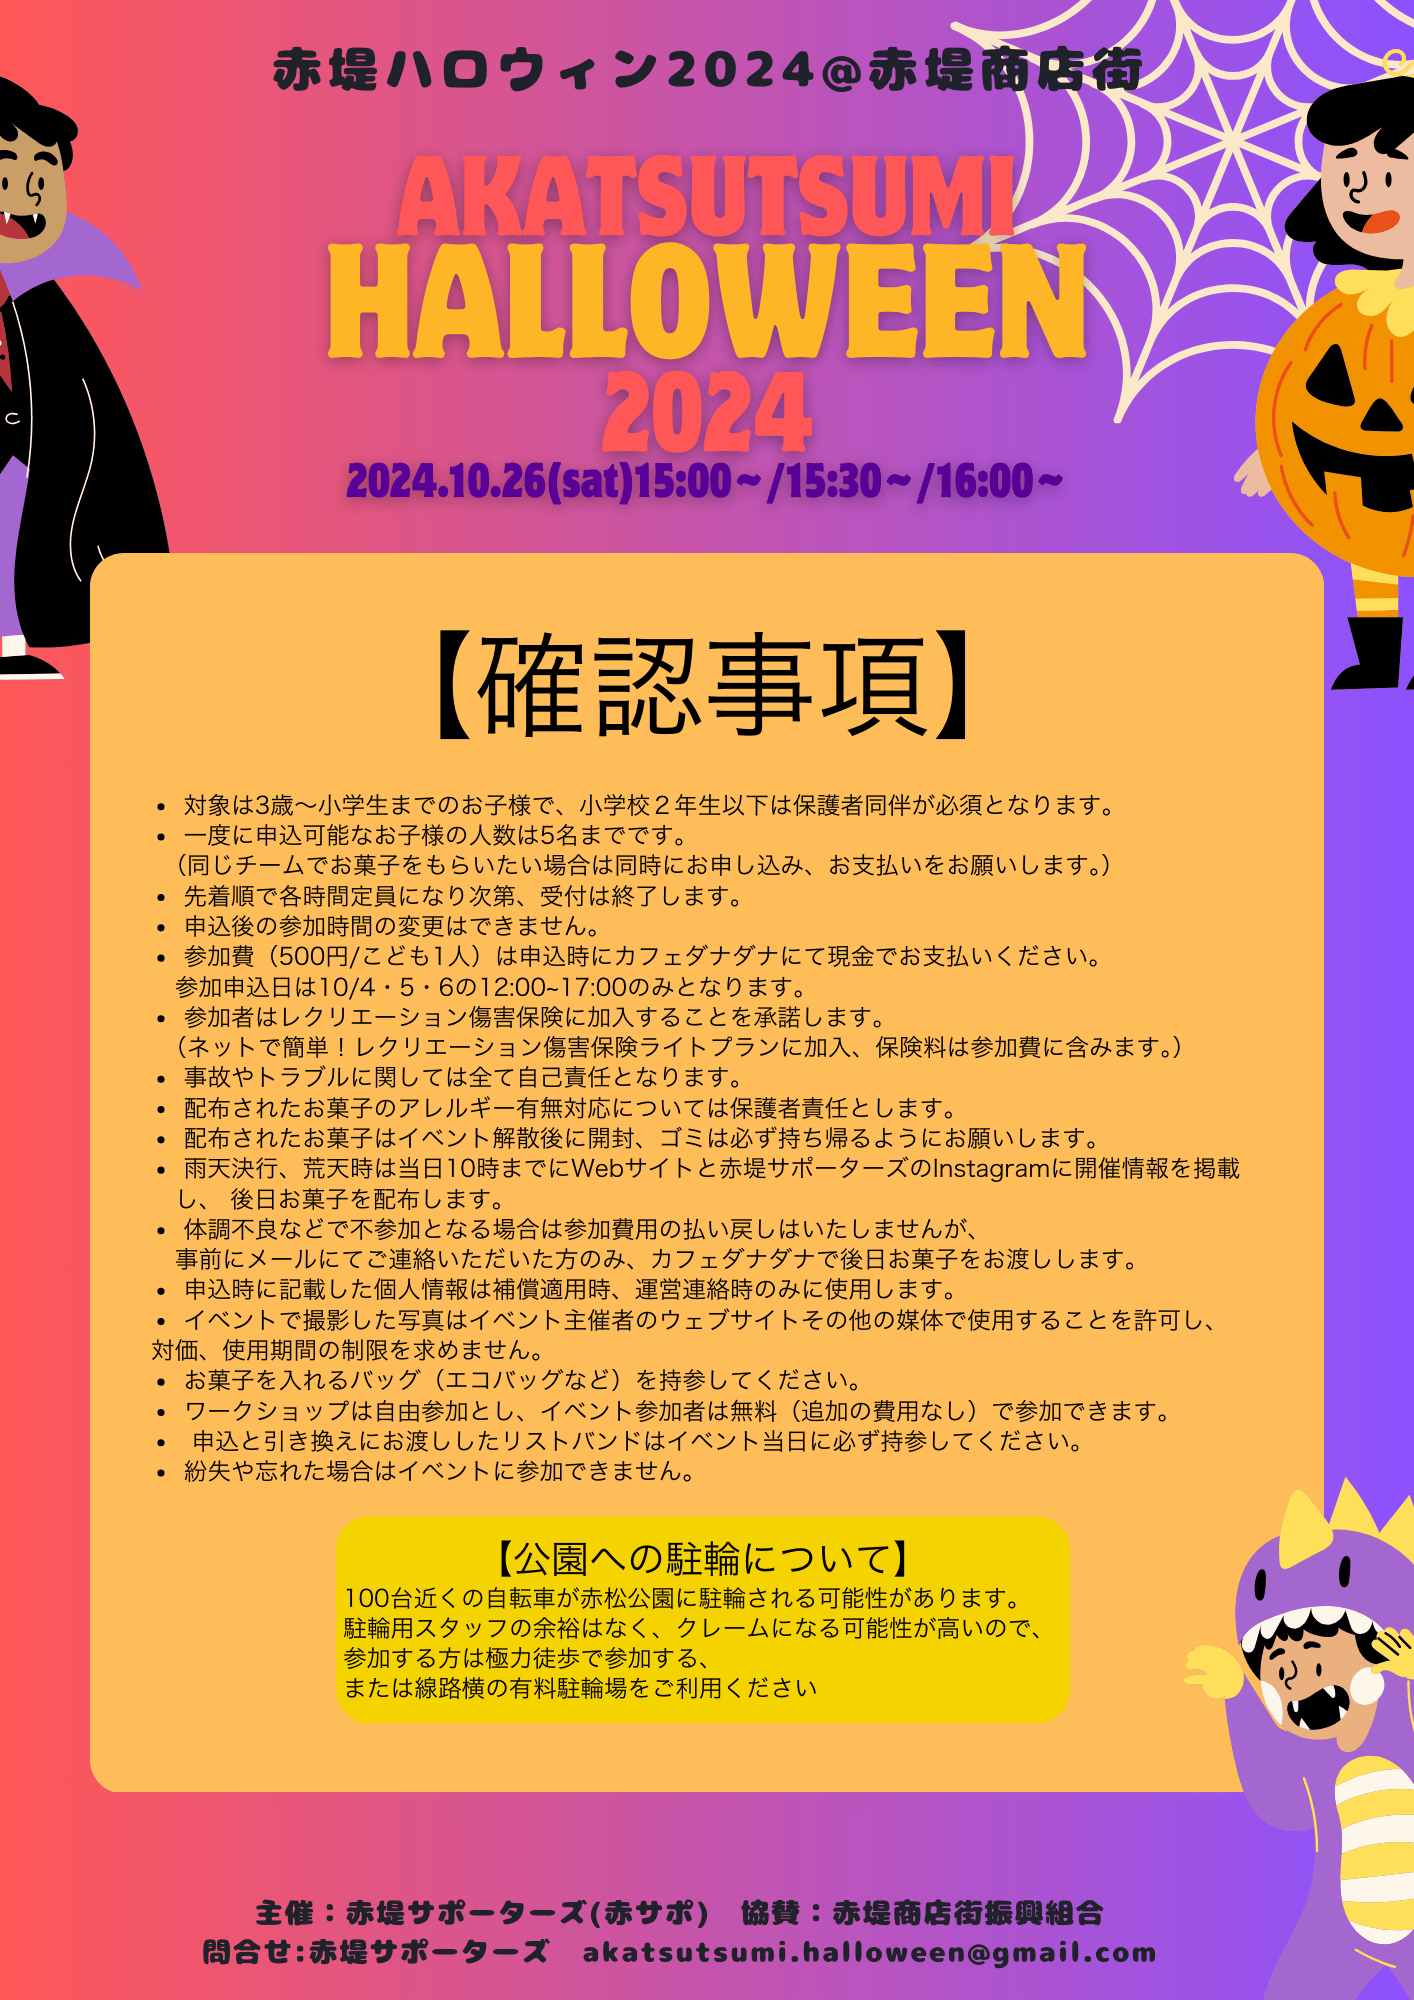 赤堤ハロウィン2024@赤堤商店街
AKATSUTSUMI
HALLOWEEN
2024
2024.10.26(sat)15:00~/15:30~/16:00~
【確認事項】
• 対象は3歳〜小学生までのお子様で、小学校２年生以下は保護者同伴が必須となります。
• 一度に申込可能なお子様の人数は5名までです。
（同じチームでお菓子をもらいたい場合は同時にお申し込み、お支払いをお願いします。）
• 先着順で各時間定員になり次第、受付は終了します。
• 申込後の参加時間の変更はできません。
• 参加費（500円/こども1人）は申込時にカフェダナダナにて現金でお支払いください。
参加申込日は10/4・5・6の12:00~17:00のみとなります。
• 参加者はレクリエーション傷害保険に加入することを承諾します。
（ネットで簡単！レクリエーション傷害保険ライトプランに加入、保険料は参加費に含みます。）
• 事故やトラブルに関しては全て自己責任となります。
• 配布されたお菓子のアレルギー有無対応については保護者責任とします。
• 配布されたお菓子はイベント解散後に開封、ゴミは必ず持ち帰るようにお願いします。
• 雨天決行、荒天時は当日10時までにWebサイトと赤堤サポーターズのInstagramに開催情報を掲載
し、 後日お菓子を配布します。
• 体調不良などで不参加となる場合は参加費用の払い戻しはいたしませんが、
事前にメールにてご連絡いただいた方のみ、カフェダナダナで後日お菓子をお渡しします。
• 申込時に記載した個人情報は補償適用時、運営連絡時のみに使用します。
• イベントで撮影した写真はイベント主催者のウェブサイトその他の媒体で使用することを許可し、
対価、使用期間の制限を求めません。
• お菓子を入れるバッグ（エコバッグなど）を持参してください。
• ワークショップは自由参加とし、イベント参加者は無料（追加の費用なし）で参加できます。
• 申込と引き換えにお渡ししたリストバンドはイベント当日に必ず持参してください。
• 紛失や忘れた場合はイベントに参加できません。
【公園への駐輪について】
100台近くの自転車が赤松公園に駐輪される可能性があります。
駐輪用スタッフの余裕はなく、クレームになる可能性が高いので、
参加する方は極力徒歩で参加する、
または線路横の有料駐輪場をご利用ください
主催：赤堤サポーターズ(赤サポ)　協賛：赤堤商店街振興組合
問合せ:赤堤サポーターズ　akatsutsumi.halloween@gmail.com